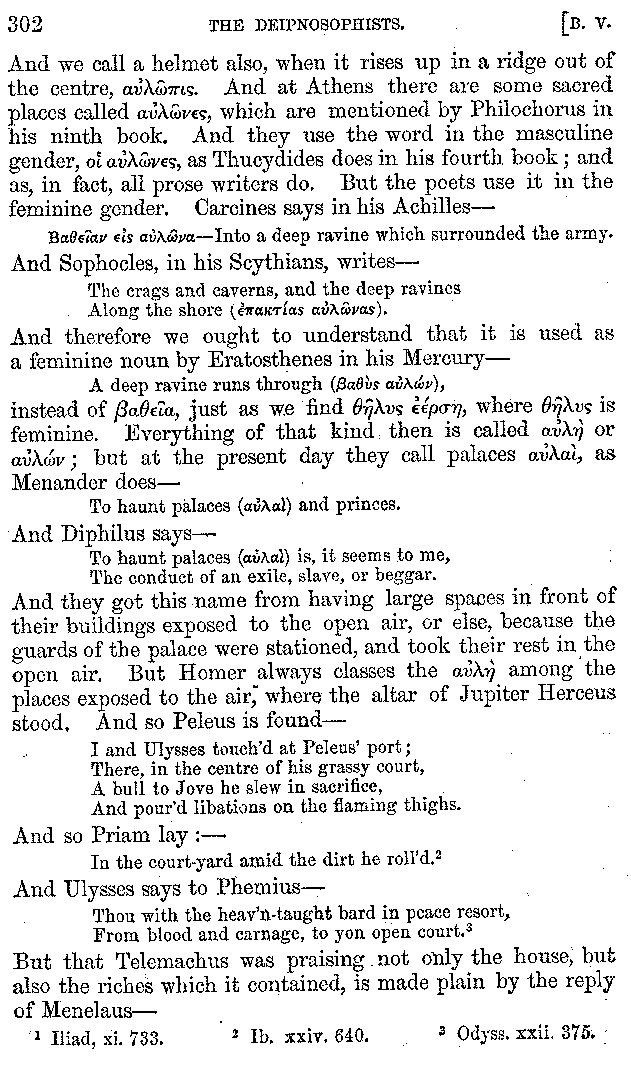 302 THE DEIPNOSOPHISTS. [B. V.
And we call a helmet also, when it rises up in a ridge out of
the centre, αὐλῶπις. And at Athens there are some sacred
places called αὐλῶνες, which are mentioned by Philochorus in
his ninth book. And they use the word in the masculine
gender, οἱ αὐλῶνες, as Thucydides does in his fourth book; and
as, in fact, all prose writers do. But the poets use it in the
feminine gender. Carcines says in his Achilles—
Βαθεῖαν εἰς αὐλῶνα—Into a deep ravine which surrounded the army.
And Sophocles, in his Scythians, writes—
The crags and caverns, and the deep ravines
Along the shore (ἐπακτίας αὐλῶνας).
And therefore we ought to understand that it is used as
a feminine noun by Eratosthenes in his Mercury—
A deep ravine runs through (βαθὺς αὐλών),
instead of βαθεῖα, just as we find θῆλυς ἐέρση, where θῆλυς is
feminine. Everything of that kind then is called αὐλὴ or
αὐλών; but at the present day they call palaces αὐλαὶ, as
Menander does—
To haunt palaces (αὐλαὶ) and princes.
And Diphilus says—
To haunt palaces (αὐλαὶ) is, it seems to me,
The conduct of an exile, slave, or beggar.
And they got this name from having large spaces in front of
their buildings exposed to the open air, or else, because the
guards of the palace were stationed, and took their rest in the
open air. But Homer always classes the αὐλὴ among the
places exposed to the air, where the altar of Jupiter Herceus
stood. And so Peleus is found—
I and Ulysses touch'd at Peleus' port;
There, in the centre of his grassy court,
A bull to Jove he slew in sacrifice,
And pour'd libations on the flaming thighs.
And so Priam lay :—
In the court-yard amid the dirt he roll'd.²
And Ulysses says to Phemius—
Thou with the heav'n-taught bard in peace resort,
From blood and carnage, to yon open court.³
But that Telemachus was praising not only the house, but
also the riches which it contained, is made plain by the reply
of Menelaus—
¹ Iliad, xi. 733. ² Ib. xxiv. 640. ³ Odyss. xxii. 375.